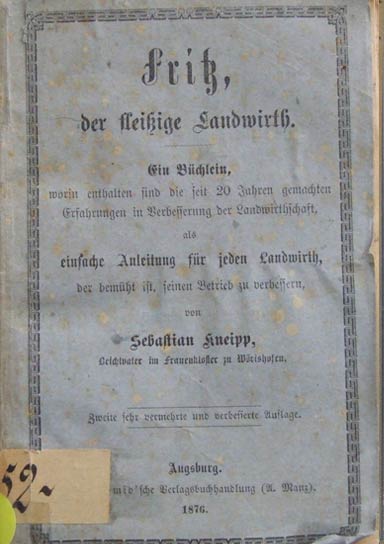 Fritz,
der fleißige Landwirth.
Ein Büchlein,
worin enthalten sind die seit 20 Jahren gemachten
Erfahrungen in Verbesserung der Landwirthschaft,
als
einfache Anleitung für jeden Landwirth,
der bemüht ist, seinen Betrieb zu verbessern,
von
Sebastian Kneipp,
Beichtvater im Frauenkloster zu Wörishofen.
Zweite sehr vermehrte und verbesserte Auflage.
Augsburg.
mid'sche Verlagsbuchhandlung (A. Manz).
1876.
52-